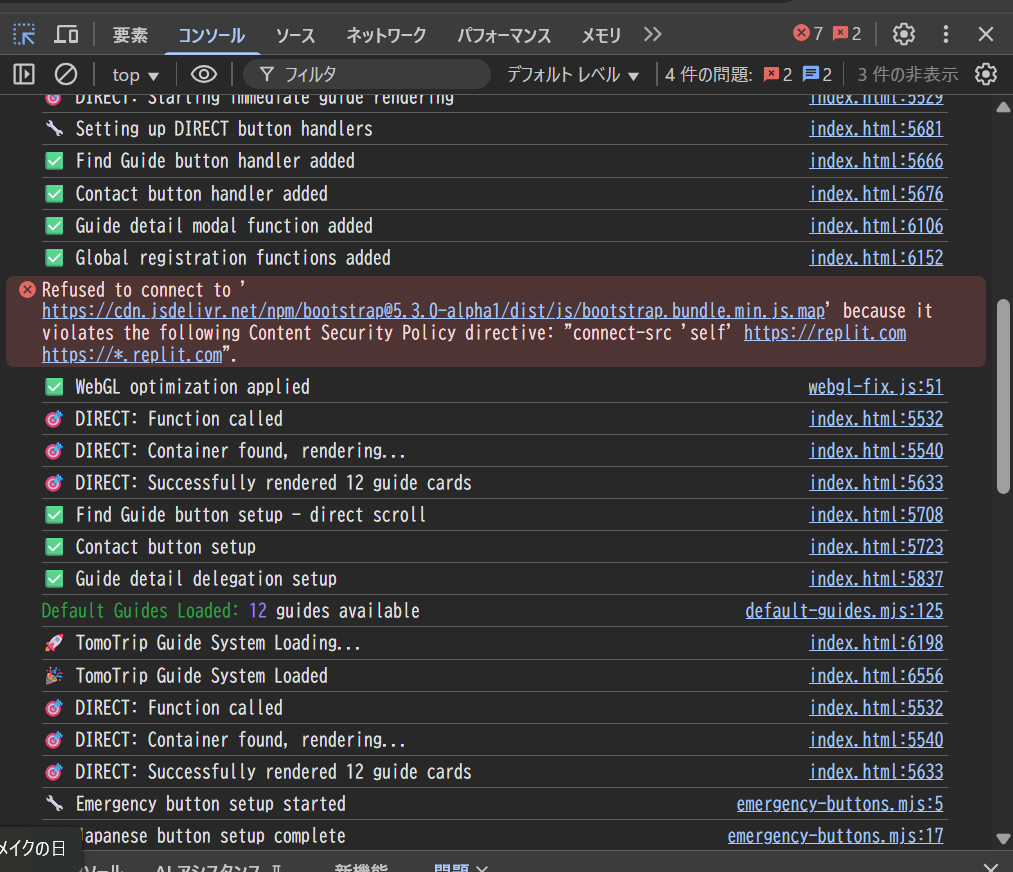 要素 コンソール ソース ネットワーク パフォーマンス メモリ 7 2
top フィルタ デフォルト レベル 4 件の問題: 2 2 3 件の非表示
DIRECT: Starting immediate guide rendering index.html:5529
Setting up DIRECT button handlers index.html:5681
Find Guide button handler added index.html:5666
Contact button handler added index.html:5676
Guide detail modal function added index.html:6106
Global registration functions added index.html:6152
Refused to connect to '
https://cdn.jsdelivr.net/npm/bootstrap@5.3.0-alpha1/dist/js/bootstrap.bundle.min.js.map' because it
violates the following Content Security Policy directive: "connect-src 'self' https://replit.com
https://*.replit.com".
WebGL optimization applied webgl-fix.js:51
DIRECT: Function called index.html:5532
DIRECT: Container found, rendering... index.html:5540
DIRECT: Successfully rendered 12 guide cards index.html:5633
Find Guide button setup - direct scroll index.html:5708
Contact button setup index.html:5723
Guide detail delegation setup index.html:5837
Default Guides Loaded: 12 guides available default-guides.mjs:125
TomoTrip Guide System Loading... index.html:6198
TomoTrip Guide System Loaded index.html:6556
DIRECT: Function called index.html:5532
DIRECT: Container found, rendering... index.html:5540
DIRECT: Successfully rendered 12 guide cards index.html:5633
Emergency button setup started emergency-buttons.mjs:5
Japanese button setup complete emergency-buttons.mjs:17
メイクの日
ソール AI アシスタンス 新機能 問題